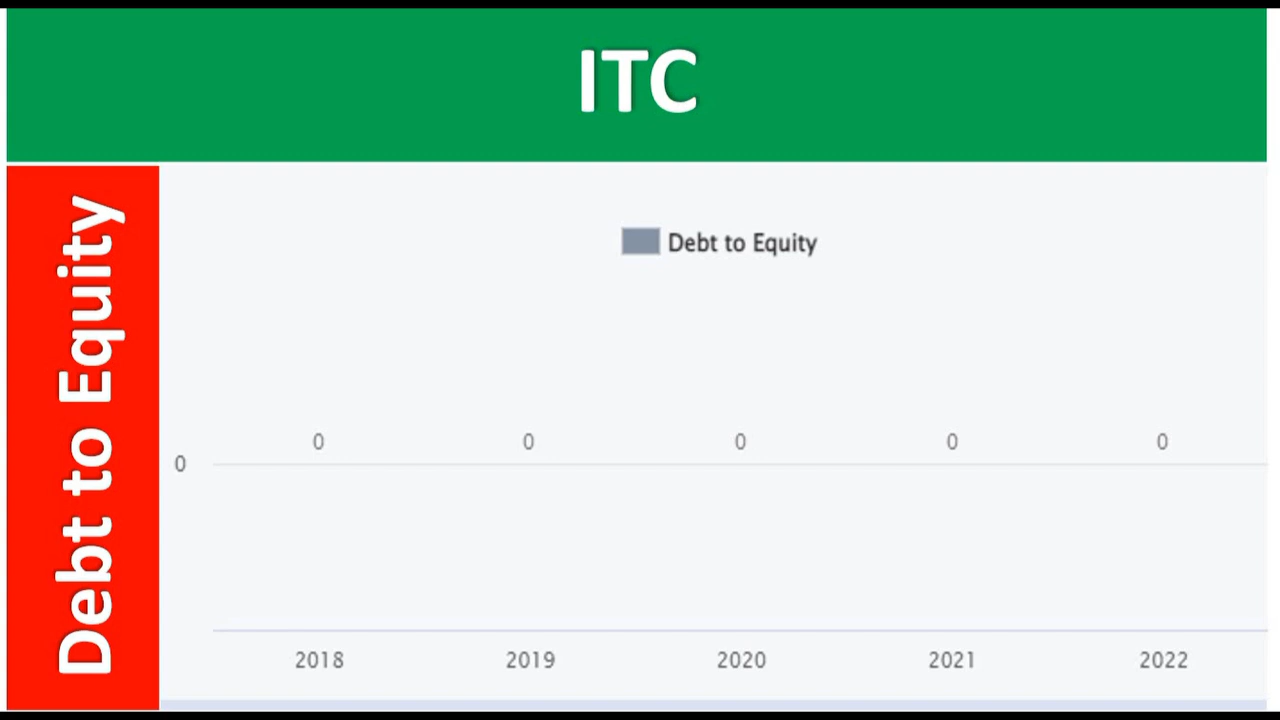 ITC
Debt to Equity
Debt to Equity
0 0 0 0 0
0
2018 2019 2020 2021 2022